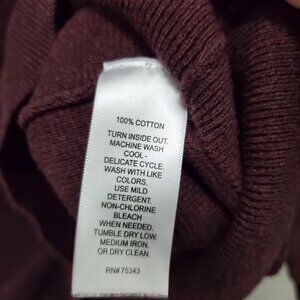 100% COTTON
TURN INSIDE OUT.
MACHINE WASH
COOL -
DELICATE CYCLE.
WASH WITH LIKE
COLORS.
USE MILD
DETERGENT.
NON-CHLORINE
BLEACH
WHEN NEEDED.
TUMBLE DRY LOW.
MEDIUM IRON.
OR DRY CLEAN.
RN# 75343